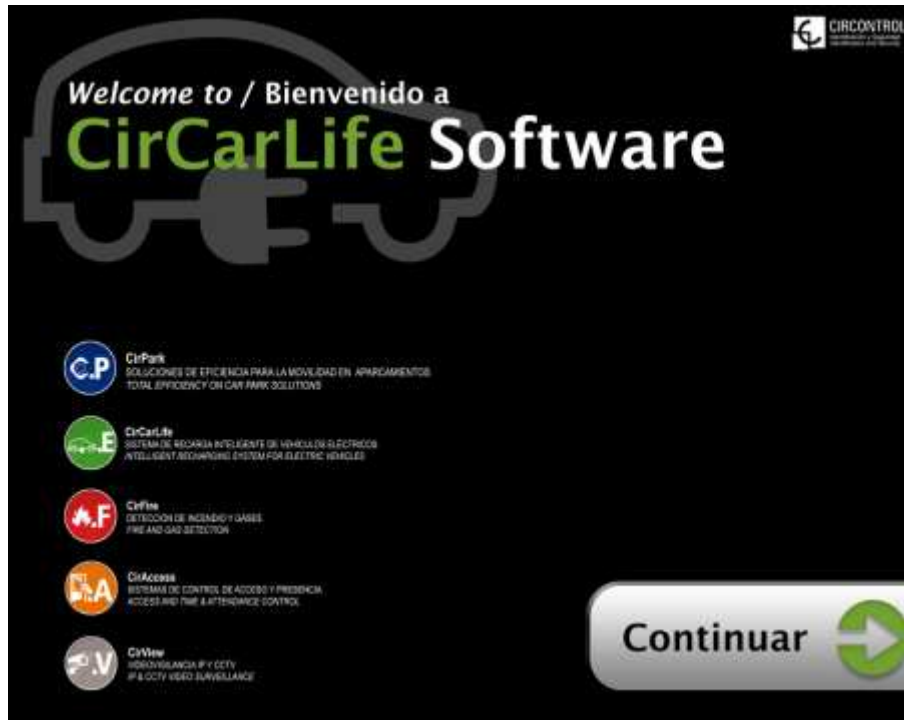 CIRCONTROL
Welcome to / Bienvenido a
CirCarLife Software
C.P
CirPark
SOLUCIONES DE EFICIENCIA PARA LA MOVILIDAD EN APARCAMIENTOS
TOTAL EFFICIENCY ON CAR PARK SOLUTIONS
.E
CirCarLife
SISTEMA DE RECARGA INTELIGENTE DE VEHICULOS ELÉCTRICOS
INTELLIGENT RECHARGING SYSTEM FOR ELECTRIC VEHICLES
.F
CirFire
DETECCION DE INCENDIO Y GASES
FIRE AND GAS DETECTION
.A
CirAccess
SISTEMAS DE CONTROL DE ACCESO Y PRESENCIA
ACCESS AND TIME & ATTENDANCE CONTROL
.V
CirView
VIDEOVIGILANCIA IP Y CCTV
IP & CCTV VIDEO SURVEILLANCE
Continuar